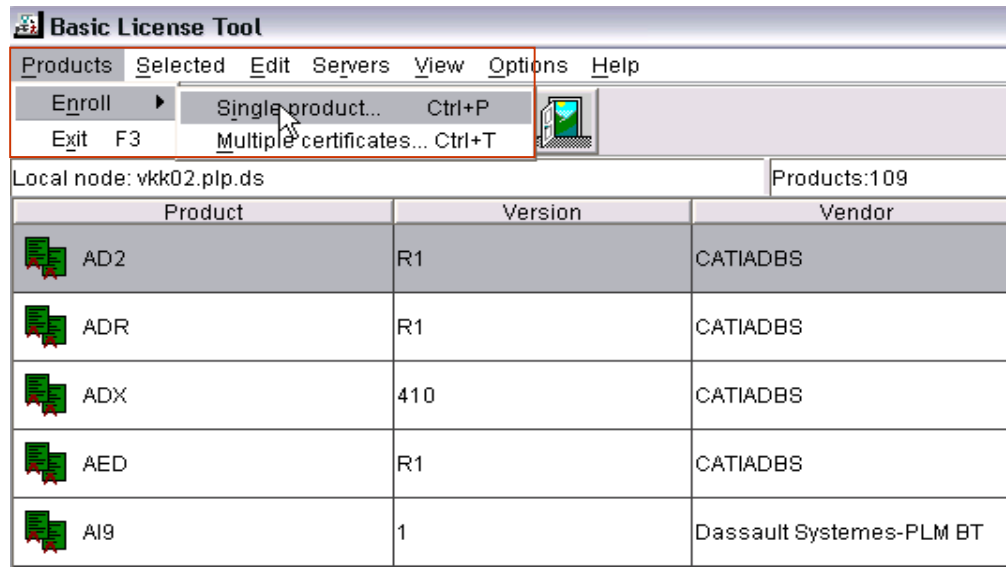 Basic License Tool
Products Selected Edit Servers View Options Help
Enroll Single product... Ctrl+P
Exit F3 Multiple certificates... Ctrl+T
Local node: vkk02.plp.ds Products:109
Product Version Vendor
AD2 R1 CATIADBS
ADR R1 CATIADBS
ADX 410 CATIADBS
AED R1 CATIADBS
AI9 1 Dassault Systemes-PLM BT